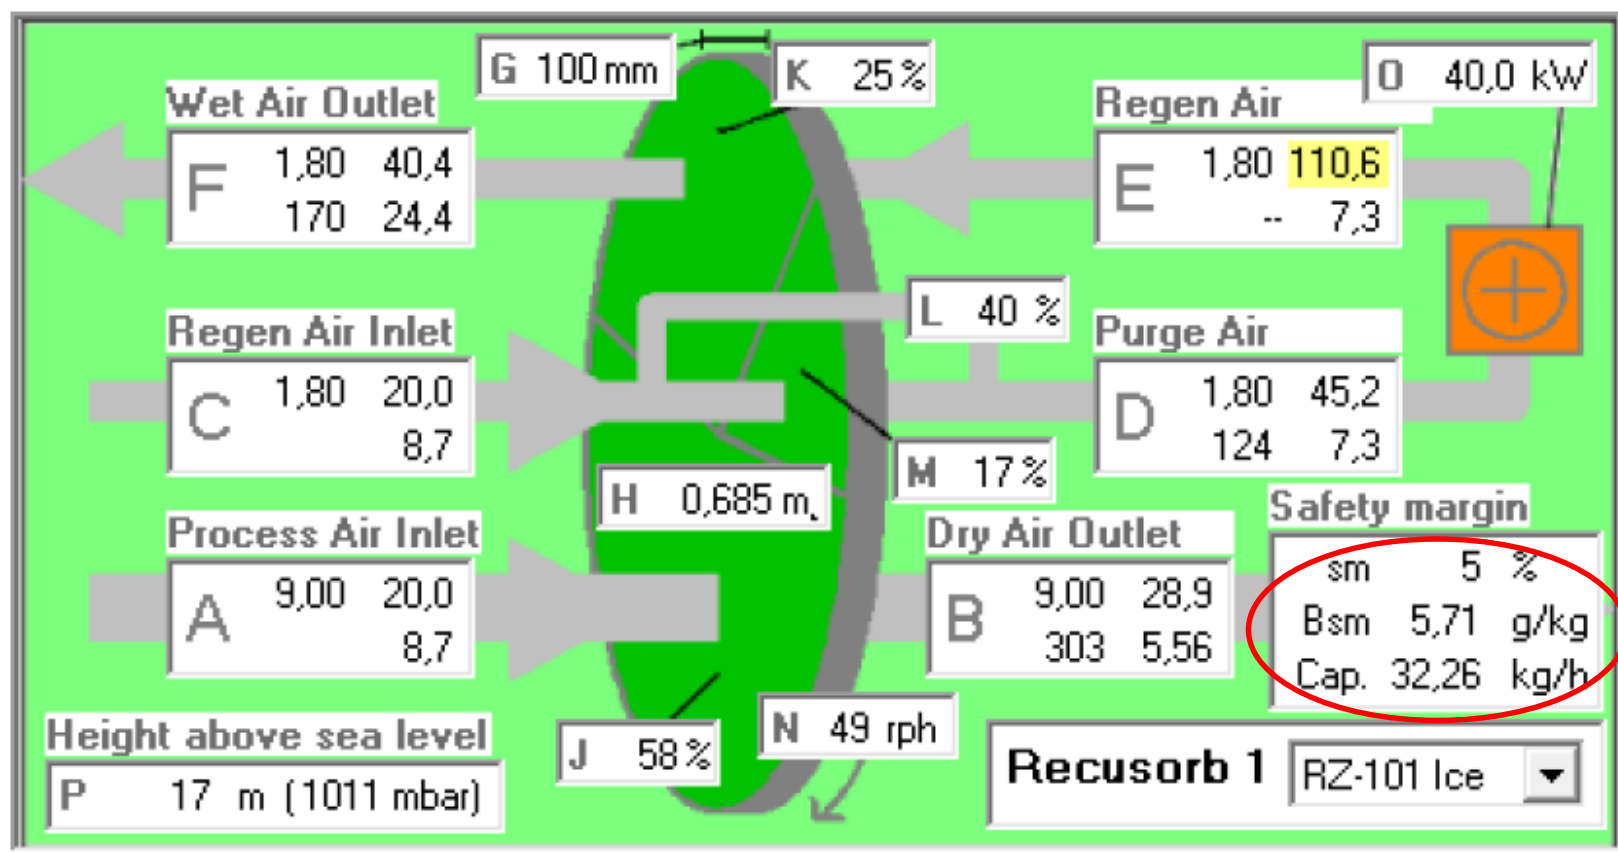 G 100 mm
K 25 %
O 40,0 kW
Wet Air Outlet
F 1,80 40,4
170 24,4
Regen Air
E 1,80 110,6
-- 7,3
Regen Air Inlet
C 1,80 20,0
8,7
L 40 %
Purge Air
D 1,80 45,2
124 7,3
M 17 %
H 0,685 m.
Process Air Inlet
A 9,00 20,0
8,7
Dry Air Outlet
B 9,00 28,9
303 5,56
Safety margin
sm 5 %
Bsm 5,71 g/kg
Cap. 32,26 kg/h
Height above sea level
P 17 m (1011 mbar)
J 58 %
N 49 rph
Recusorb 1 RZ-101 Ice